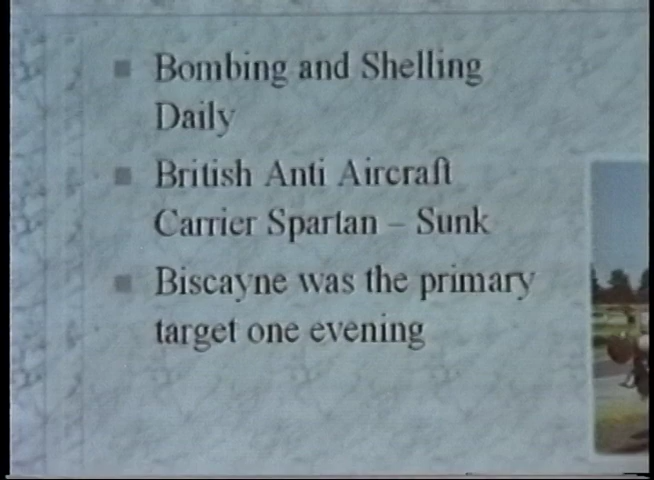 Bombing and Shelling
Daily
British Anti Aircraft
Carrier Spartan – Sunk
Biscayne was the primary
target one evening